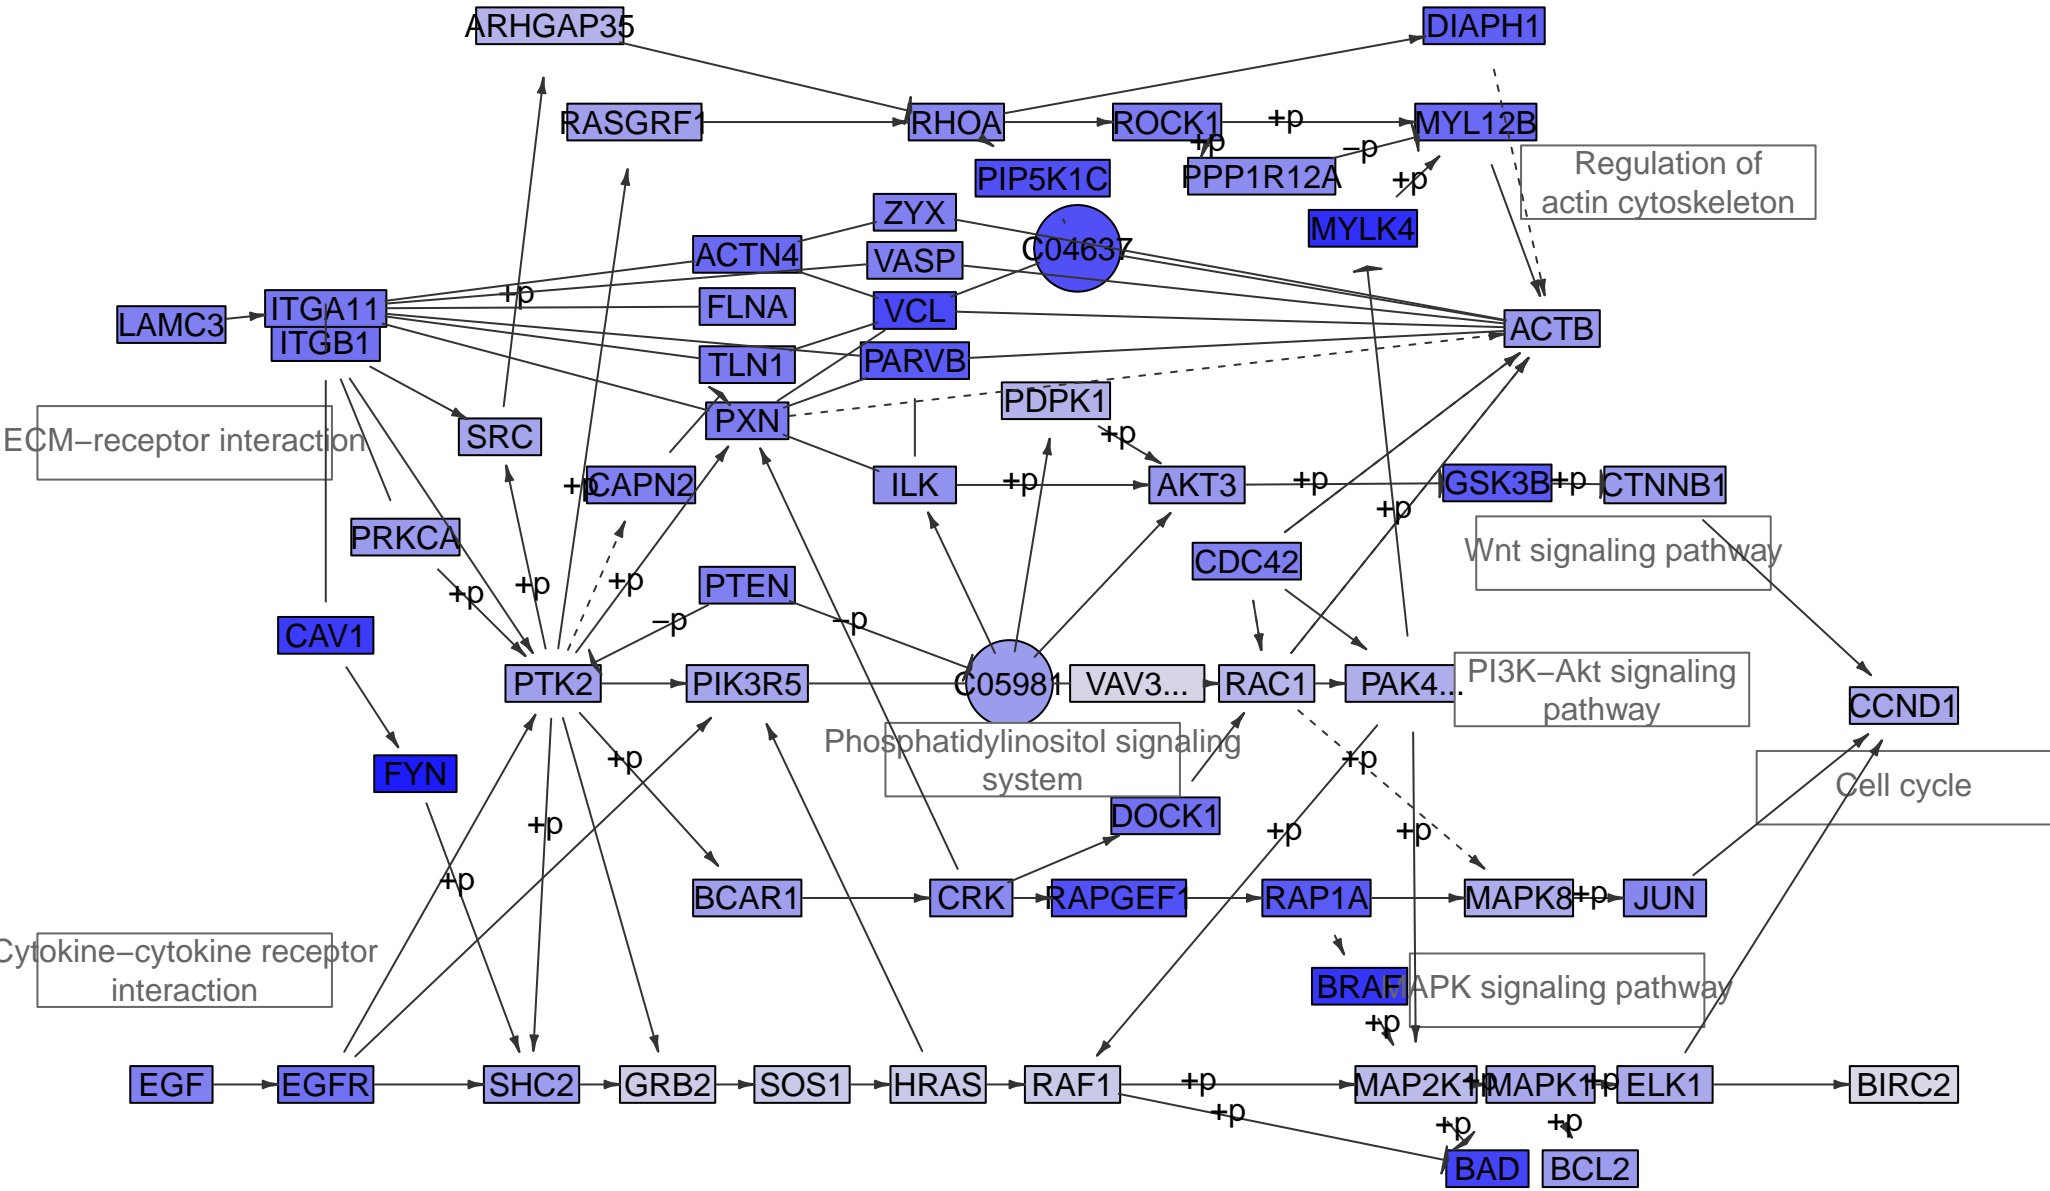 ARHGAP35
DIAPH1
RASGRF1
RHOA
ROCK1
+p
MYL12B
+p
−p
PIP5K1C
PPP1R12A
+p
Regulation of
actin cytoskeleton
ZYX
MYLK4
ACTN4
VASP
C04637
+p
ITGA11
FLNA
VCL
LAMC3
ITGB1
ACTB
TLN1
PARVB
PDPK1
PXN
+p
ECM−receptor interaction
SRC
+p
CAPN2
ILK
+p
AKT3
+p
GSK3B
+p
CTNNB1
+p
PRKCA
Wnt signaling pathway
CDC42
+p
+p
+p
PTEN
−p
−p
CAV1
PTK2
PIK3R5
C05981
VAV3...
RAC1
PAK4...
PI3K−Akt signaling
pathway
CCND1
Phosphatidylinositol signaling
system
+p
+p
FYN
Cell cycle
DOCK1
+p
+p
+p
+p
BCAR1
CRK
RAPGEF1
RAP1A
MAPK8
+p
JUN
Cytokine−cytokine receptor
interaction
BRAF
MAPK signaling pathway
+p
EGF
EGFR
SHC2
GRB2
SOS1
HRAS
RAF1
+p
MAP2K1
+p
MAPK1
+p
ELK1
BIRC2
+p
+p
+p
BAD
BCL2